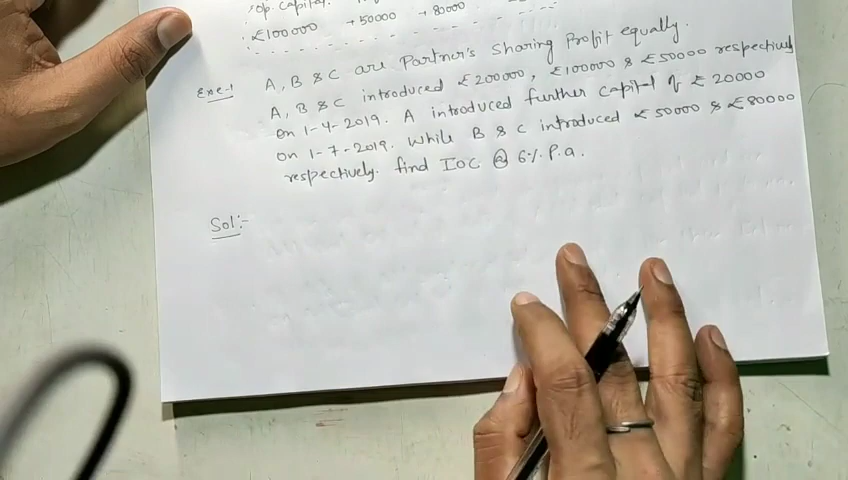 Op. Capital.
₹100000 +50000 +80000
Exe-1 A, B & C are Partner's Sharing Profit equally.
A, B & C introduced ₹200000, ₹100000 & ₹50000 respectively
on 1-4-2019. A introduced further Capital of ₹20000
on 1-7-2019. While B & C introduced ₹50000 & ₹80000
respectively. find IOC @ 6% P.a.
Sol:-